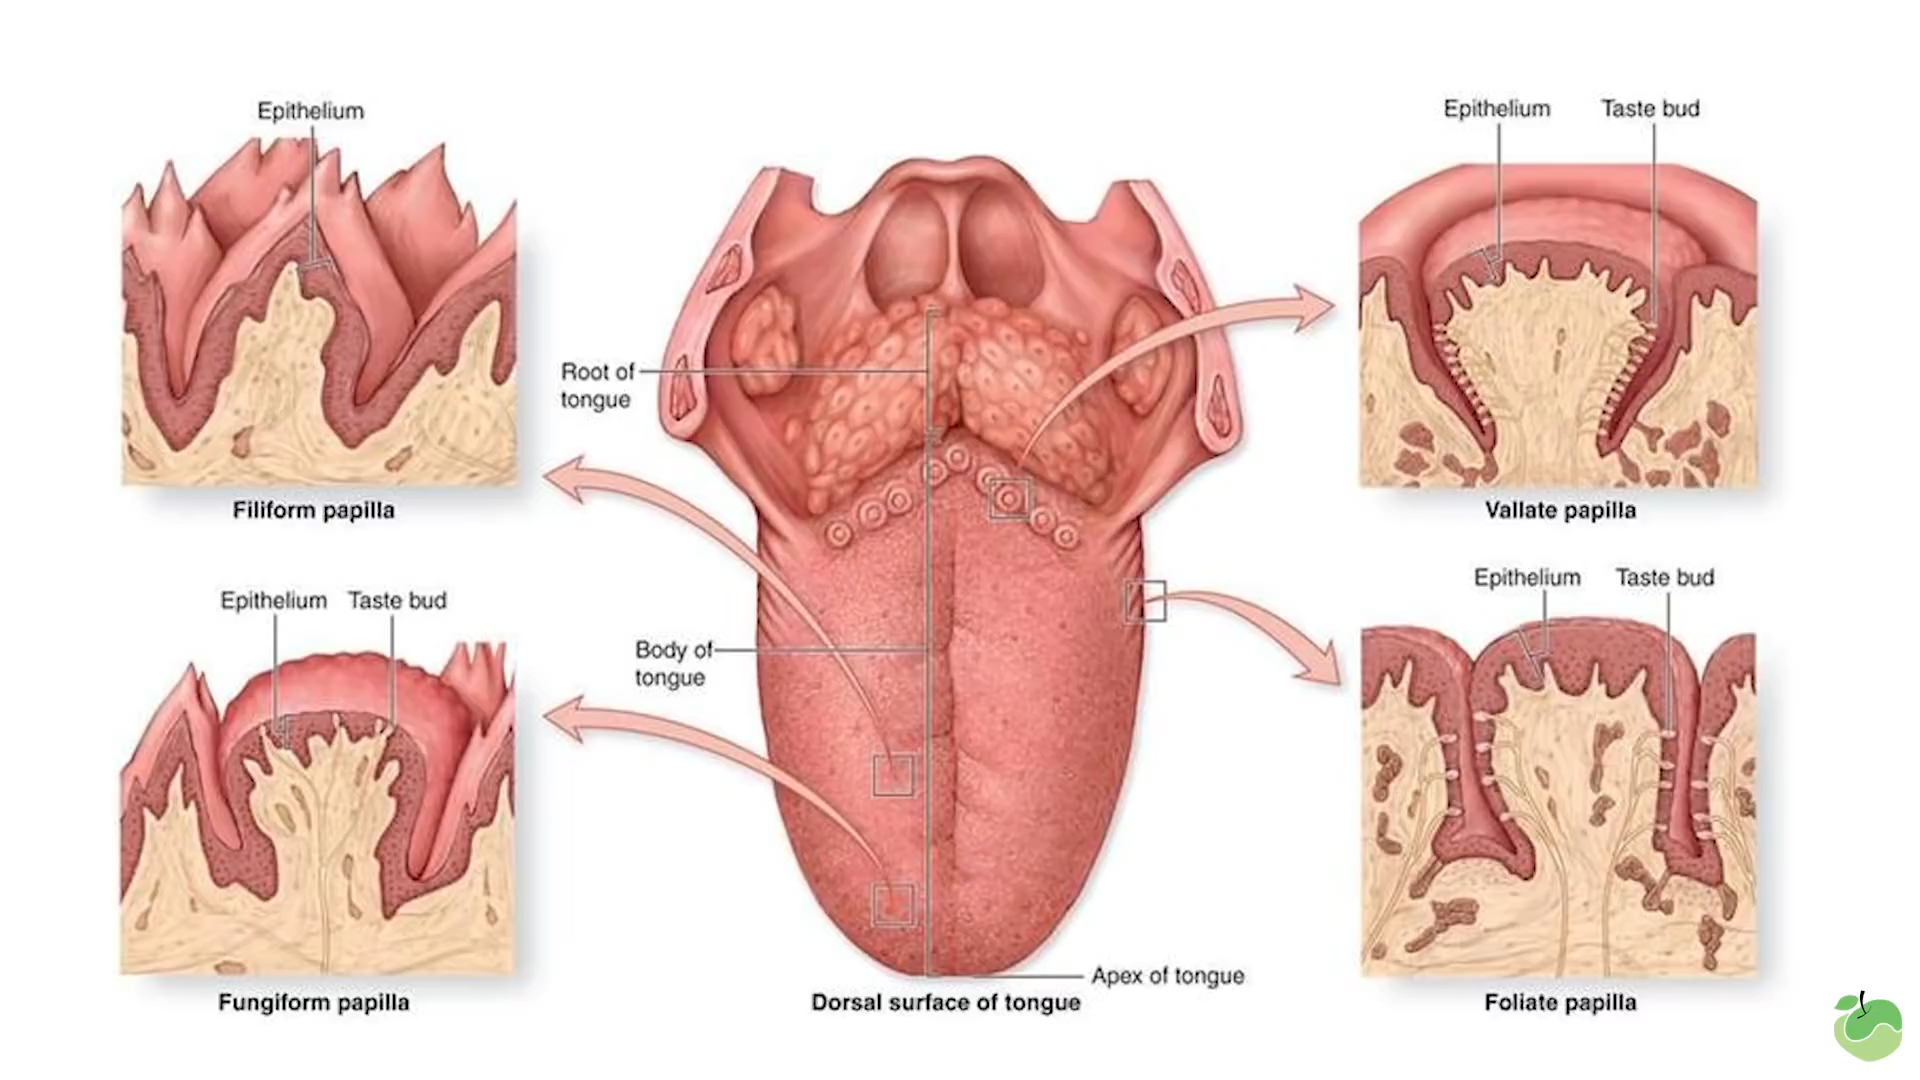 Epithelium
Filiform papilla
Epithelium Taste bud
Fungiform papilla
Root of
tongue
Body of
tongue
Apex of tongue
Dorsal surface of tongue
Epithelium Taste bud
Vallate papilla
Epithelium Taste bud
Foliate papilla